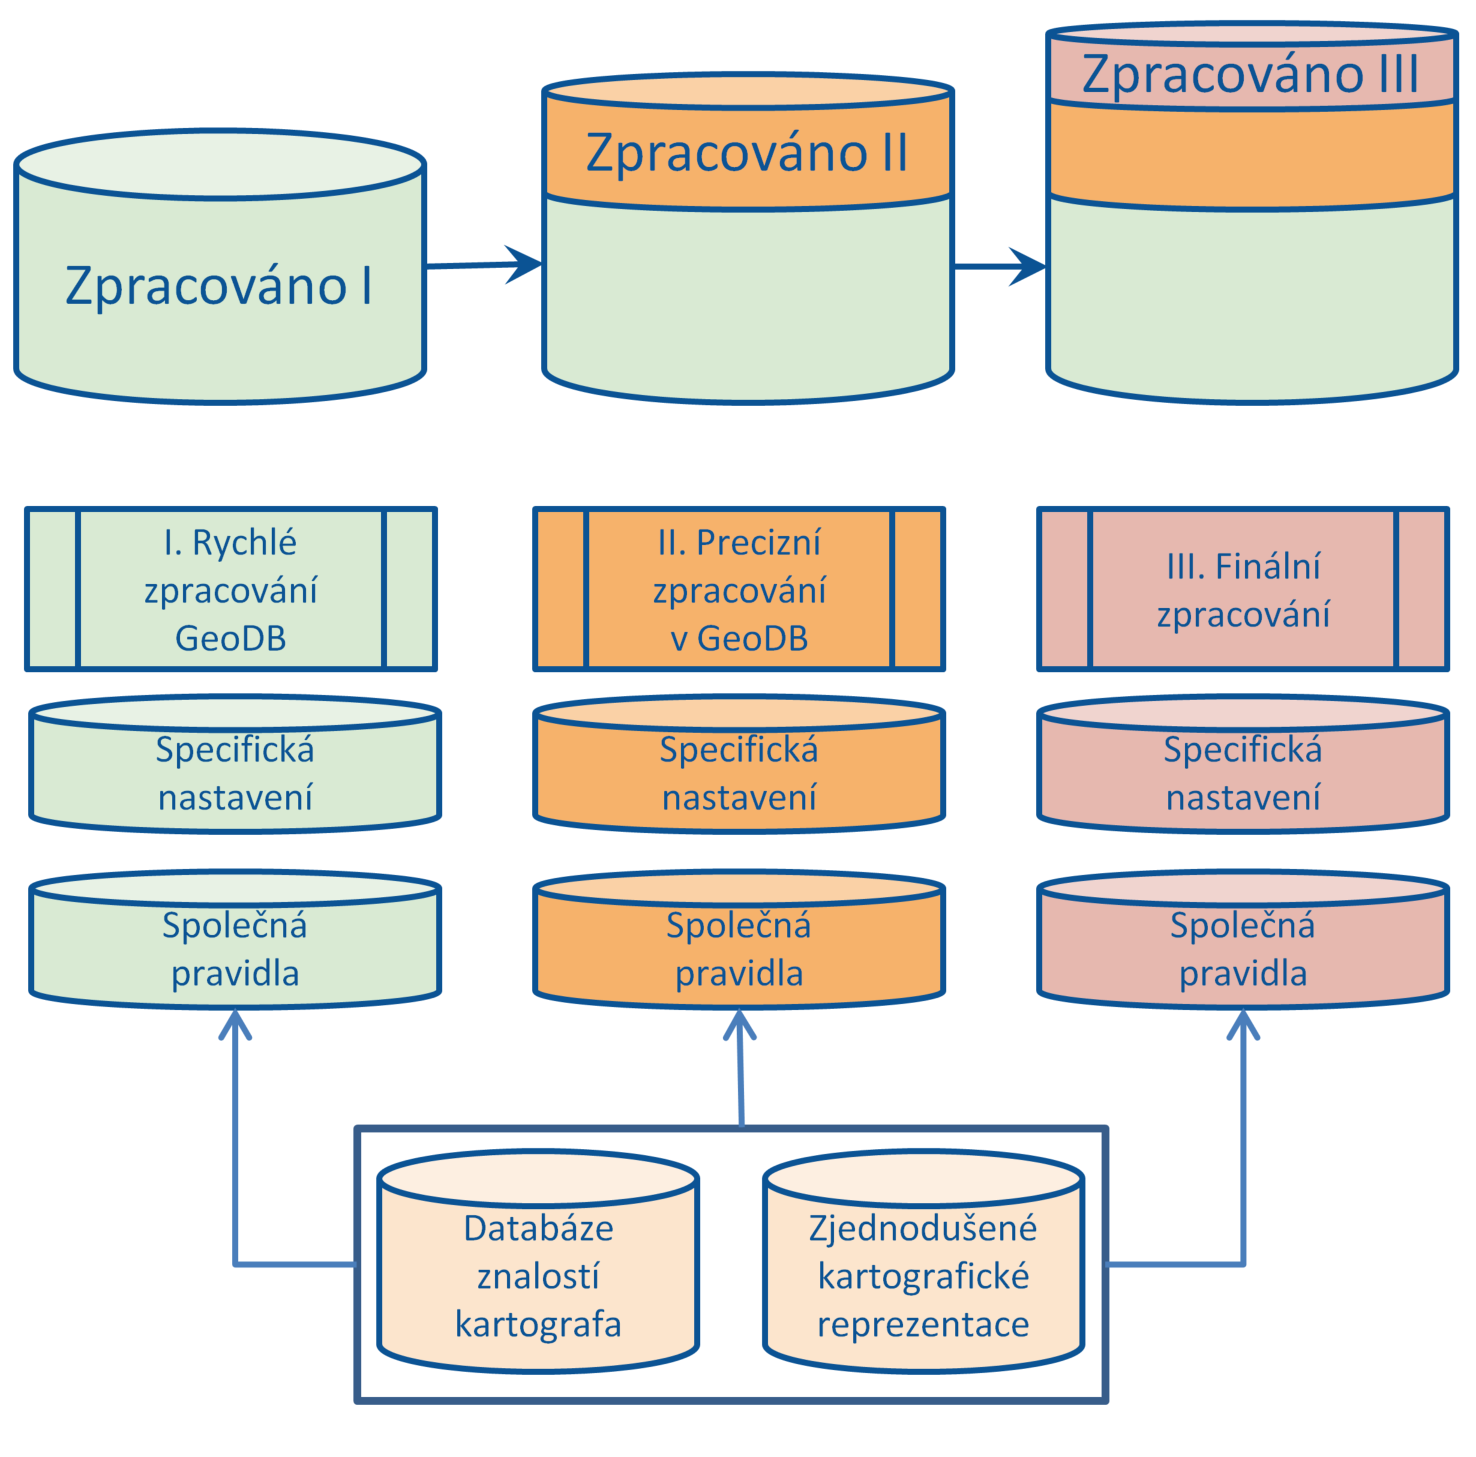 Zpracováno I
Zpracováno II
Zpracováno III
I. Rychlé
zpracování
GeoDB
II. Precizní
zpracování
v GeoDB
III. Finální
zpracování
Specifická
nastavení
Specifická
nastavení
Specifická
nastavení
Společná
pravidla
Společná
pravidla
Společná
pravidla
Databáze
znalostí
kartografa
Zjednodušené
kartografické
reprezentace